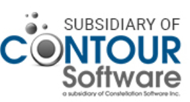 SUBSIDIARY OF
CONTOUR
Software
a subsidiary of Constellation Software Inc.